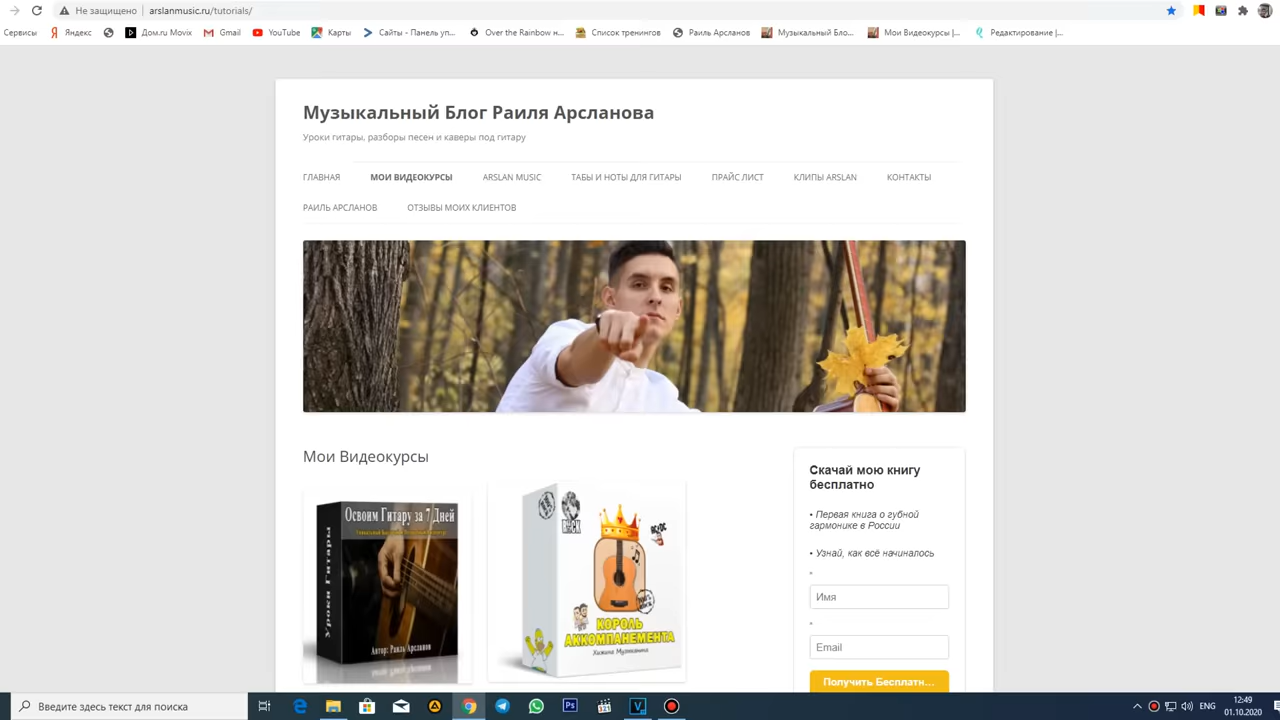 Не защищено arslanmusic.ru/tutorials/
Сервисы Яндекс Дом.ru Movix Gmail YouTube Карты Сайты - Панель уп... Over the Rainbow н... Список тренингов Раиль Арсланов Музыкальный Бло... Мои Видеокурсы |... Редактирование |...
Музыкальный Блог Раиля Арсланова
Уроки гитары, разборы песен и каверы под гитару
ГЛАВНАЯ МОИ ВИДЕОКУРСЫ ARSLAN MUSIC ТАБЫ И НОТЫ ДЛЯ ГИТАРЫ ПРАЙС ЛИСТ КЛИПЫ ARSLAN КОНТАКТЫ
РАИЛЬ АРСЛАНОВ ОТЗЫВЫ МОИХ КЛИЕНТОВ
Мои Видеокурсы
Освоим Гитару за 7 Дней
Уроки Гитары
Автор: Раиль Арсланов
КОРОЛЬ
АККОМПАНЕМЕНТА
Хижина Музыканта
Скачай мою книгу
бесплатно
• Первая книга о губной
гармонике в России
• Узнай, как всё начиналось
*
Имя
*
Email
Получить Бесплатн...
Введите здесь текст для поиска
ENG
12:49
01.10.2020